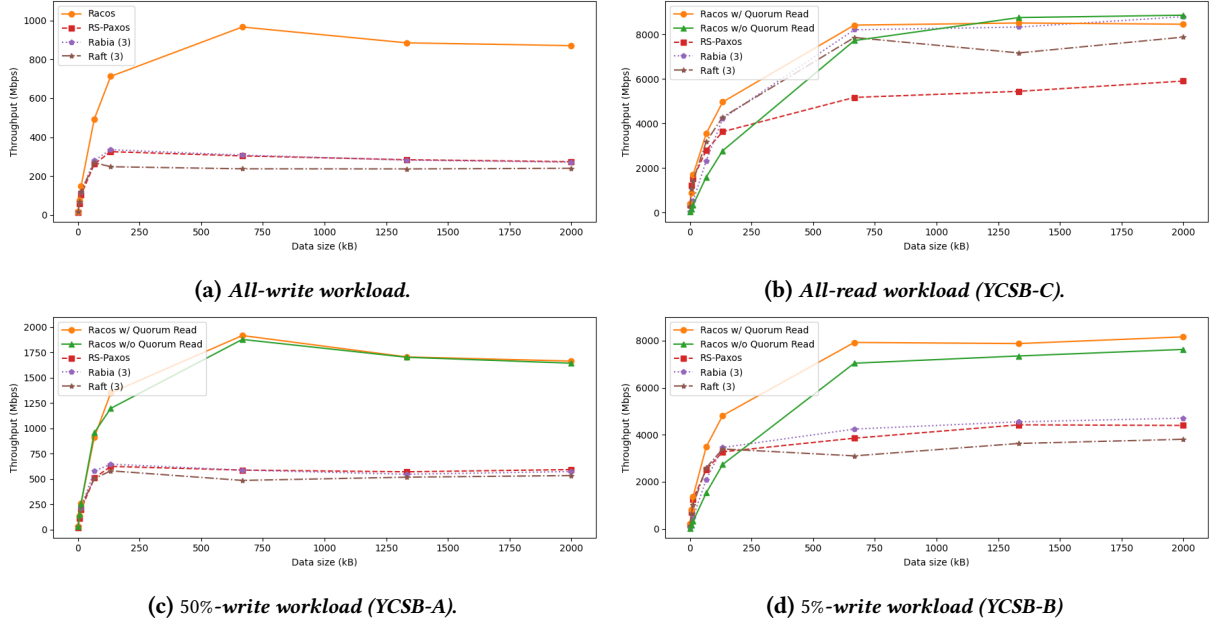 Racos
RS-Paxos
Rabia (3)
Raft (3)
Throughput (Mbps)
1000
800
600
400
200
0
0 250 500 750 1000 1250 1500 1750 2000
Data size (kB)
(a) All-write workload.
Racos w/ Quorum Read
Racos w/o Quorum Read
RS-Paxos
Rabia (3)
Raft (3)
Throughput (Mbps)
8000
6000
4000
2000
0
0 250 500 750 1000 1250 1500 1750 2000
Data size (kB)
(b) All-read workload (YCSB-C).
Racos w/ Quorum Read
Racos w/o Quorum Read
RS-Paxos
Rabia (3)
Raft (3)
Throughput (Mbps)
2000
1750
1500
1250
1000
750
500
250
0
0 250 500 750 1000 1250 1500 1750 2000
Data size (kB)
(c) 50%-write workload (YCSB-A).
Racos w/ Quorum Read
Racos w/o Quorum Read
RS-Paxos
Rabia (3)
Raft (3)
Throughput (Mbps)
8000
6000
4000
2000
0
0 250 500 750 1000 1250 1500 1750 2000
Data size (kB)
(d) 5%-write workload (YCSB-B)